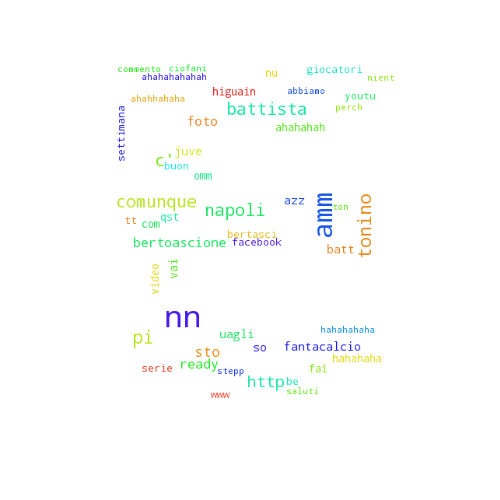 commento ciofani
ahahahahahah
nu
giocatori
nient
higuain
abbiamo
ahahhahaha
youtu
perch
battista
foto
ahahahah
settimana
c'
juve
buon
omm
comunque
napoli
azz
amm
ton
tonino
tt
com
qst
bertasci
bertoascione
facebook
batt
video
vai
nn
pi
uagli
hahahahaha
sto
so
fantacalcio
hahahaha
serie
ready
stepp
fai
http
be
saluti
www